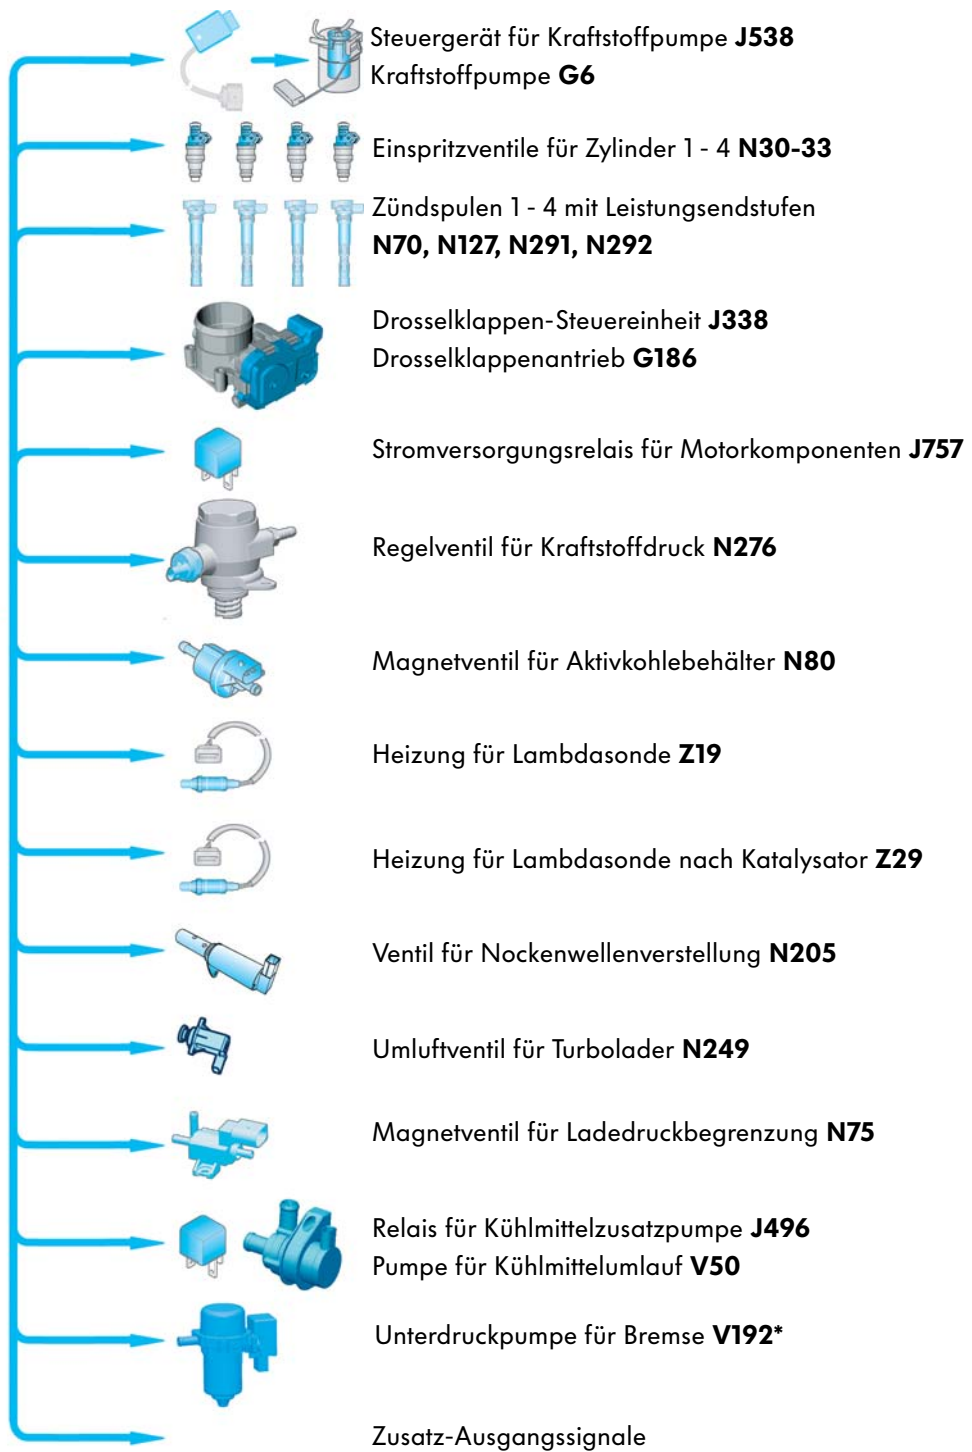 Steuergerät für Kraftstoffpumpe J538
Kraftstoffpumpe G6
Einspritzventile für Zylinder 1 - 4 N30-33
Zündspulen 1 - 4 mit Leistungsendstufen
N70, N127, N291, N292
Drosselklappen-Steuereinheit J338
Drosselklappenantrieb G186
Stromversorgungsrelais für Motorkomponenten J757
Regelventil für Kraftstoffdruck N276
Magnetventil für Aktivkohlebehälter N80
Heizung für Lambdasonde Z19
Heizung für Lambdasonde nach Katalysator Z29
Ventil für Nockenwellenverstellung N205
Umluftventil für Turbolader N249
Magnetventil für Ladedruckbegrenzung N75
Relais für Kühlmittelzusatzpumpe J496
Pumpe für Kühlmittelumlauf V50
Unterdruckpumpe für Bremse V192*
Zusatz-Ausgangssignale